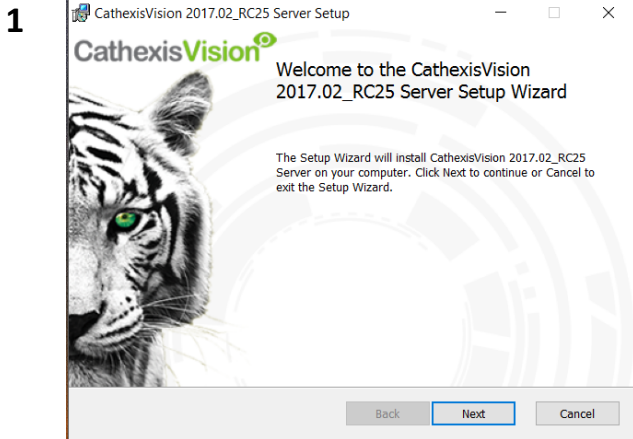 1
CathexisVision 2017.02_RC25 Server Setup
CathexisVision
Welcome to the CathexisVision
2017.02_RC25 Server Setup Wizard
The Setup Wizard will install CathexisVision 2017.02_RC25
Server on your computer. Click Next to continue or Cancel to
exit the Setup Wizard.
Back Next Cancel